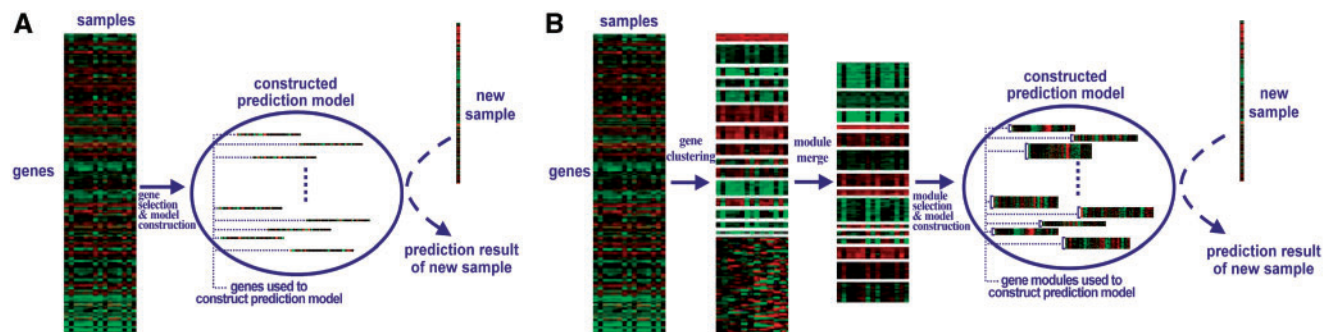 A
samples
genes
gene
selection
& model
construction
constructed
prediction model
genes used to
construct prediction model
new
sample
prediction result
of new sample
B
samples
genes
gene
clustering
module
merge
module
selection
& model
construction
constructed
prediction model
gene modules used to
construct prediction model
new
sample
prediction result
of new sample